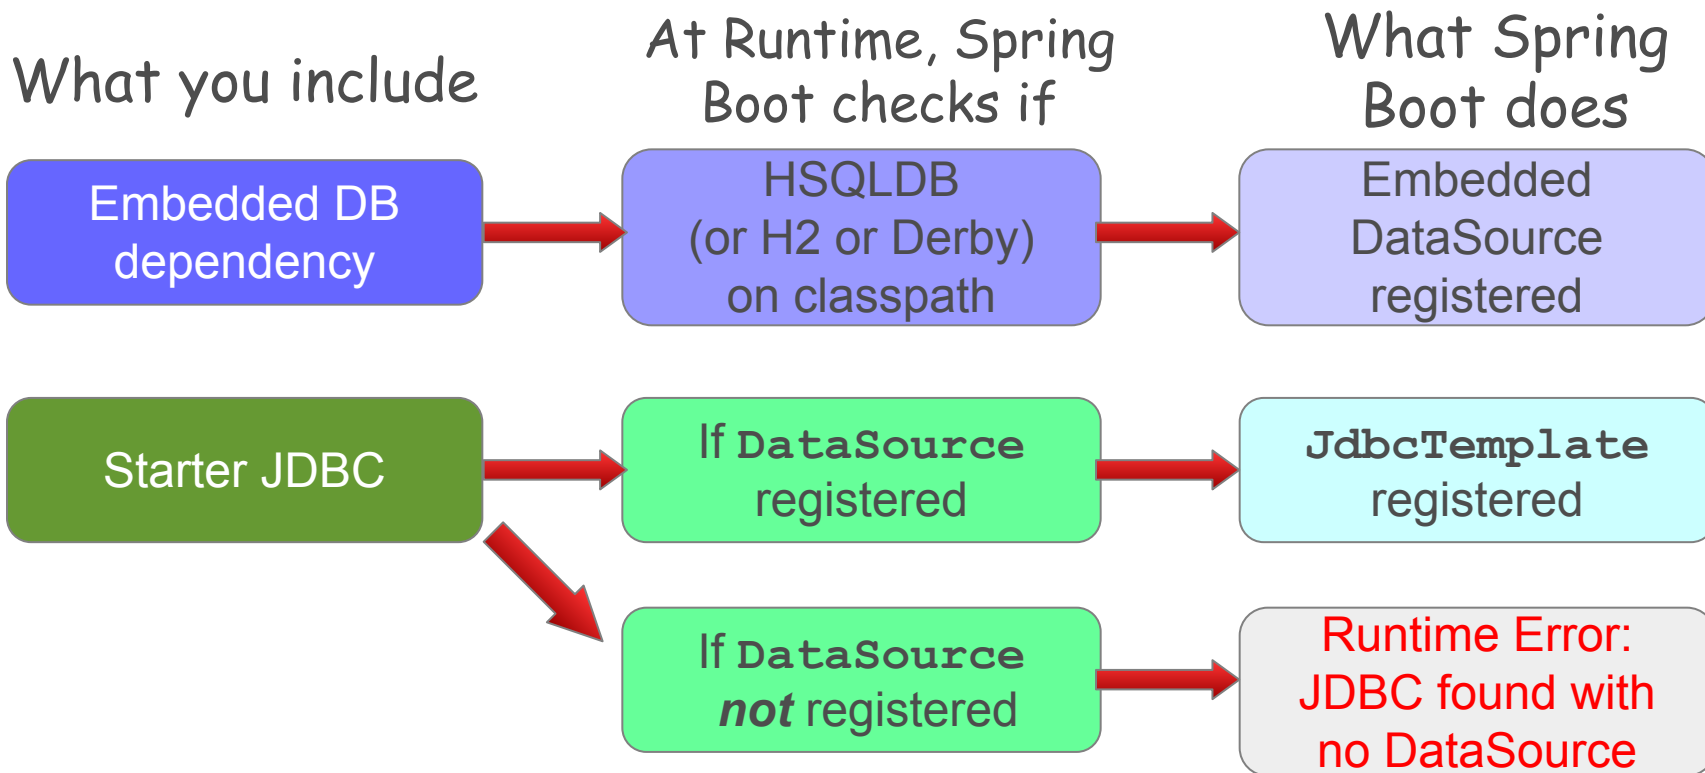 What you include
At Runtime, Spring
Boot checks if
What Spring
Boot does
Embedded DB
dependency
HSQLDB
(or H2 or Derby)
on classpath
Embedded
DataSource
registered
Starter JDBC
If DataSource
registered
JdbcTemplate
registered
If DataSource
not registered
Runtime Error:
JDBC found with
no DataSource